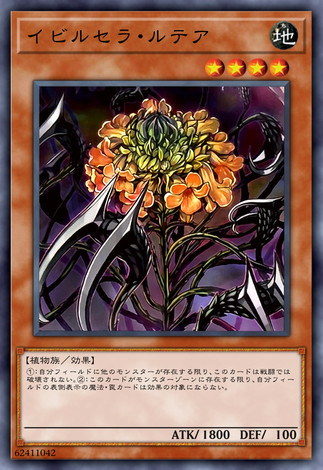 イビルセラ・ルテア
地
【植物族/効果】
①:自分フィールドに他のモンスターが存在する限り、このカードは戦闘では
破壊されない。②:このカードがモンスターゾーンに存在する限り、自分フィー
ルドの表側表示の魔法・罠カードは効果の対象にならない。
ATK/ 1800 DEF/ 100
62411042